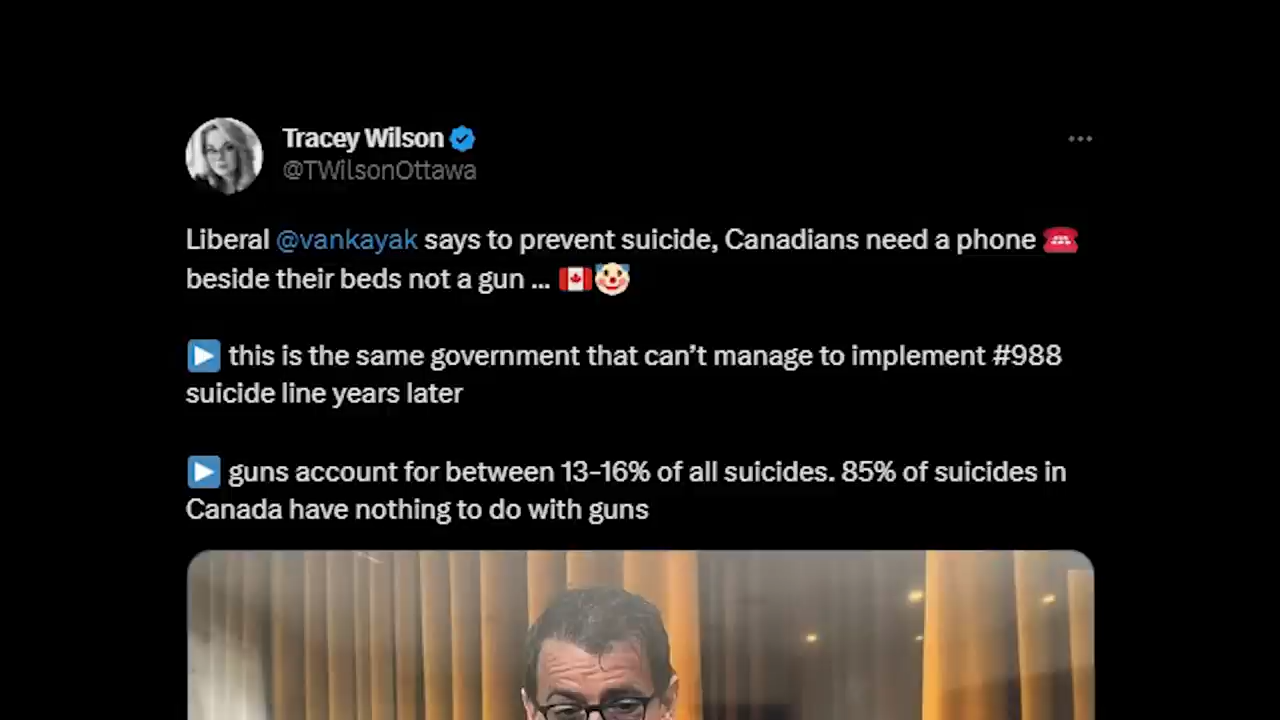 Tracey Wilson
@TWilsonOttawa
Liberal @vankayak says to prevent suicide, Canadians need a phone ☎️
beside their beds not a gun ... 🇨🇦🤡
▶️ this is the same government that can’t manage to implement #988
suicide line years later
▶️ guns account for between 13-16% of all suicides. 85% of suicides in
Canada have nothing to do with guns